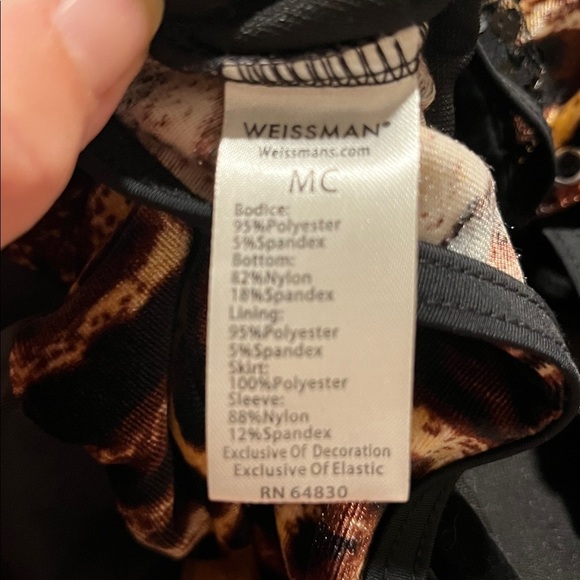 WEISSMAN®
Weissmans.com
MC
Bodice:
95%Polyester
5%Spandex
Bottom:
82%Nylon
18%Spandex
Lining:
95%Polyester
5%Spandex
Skirt:
100%Polyester
Sleeve:
88%Nylon
12%Spandex
Exclusive Of Decoration
Exclusive Of Elastic
RN 64830